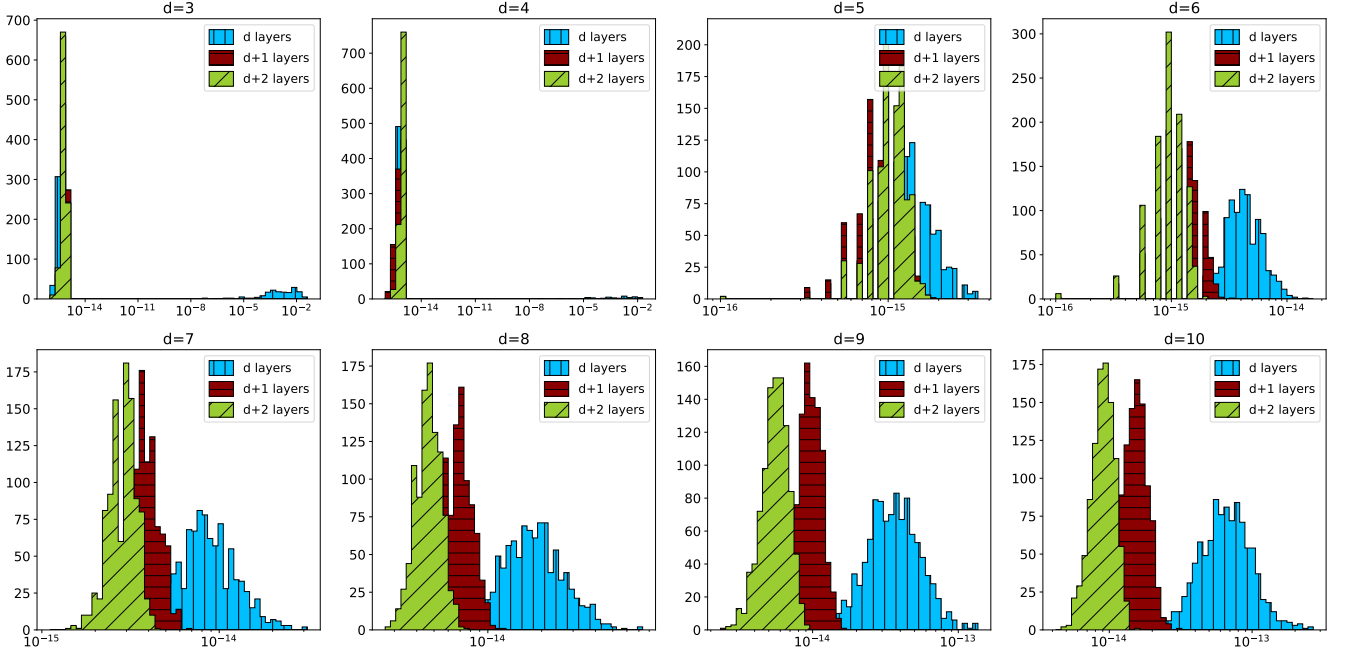 d=3
700
600
500
400
300
200
100
0
10⁻¹⁴
10⁻¹¹
10⁻⁸
10⁻⁵
10⁻²
d layers
d+1 layers
d+2 layers
d=4
700
600
500
400
300
200
100
0
10⁻¹⁴
10⁻¹¹
10⁻⁸
10⁻⁵
10⁻²
d layers
d+1 layers
d+2 layers
d=5
200
175
150
125
100
75
50
25
0
10⁻¹⁶
10⁻¹⁵
d layers
d+1 layers
d+2 layers
d=6
300
250
200
150
100
50
0
10⁻¹⁶
10⁻¹⁵
10⁻¹⁴
d layers
d+1 layers
d+2 layers
d=7
175
150
125
100
75
50
25
0
10⁻¹⁵
10⁻¹⁴
d layers
d+1 layers
d+2 layers
d=8
175
150
125
100
75
50
25
0
10⁻¹⁴
d layers
d+1 layers
d+2 layers
d=9
160
140
120
100
80
60
40
20
0
10⁻¹⁴
10⁻¹³
d layers
d+1 layers
d+2 layers
d=10
175
150
125
100
75
50
25
0
10⁻¹⁴
10⁻¹³
d layers
d+1 layers
d+2 layers